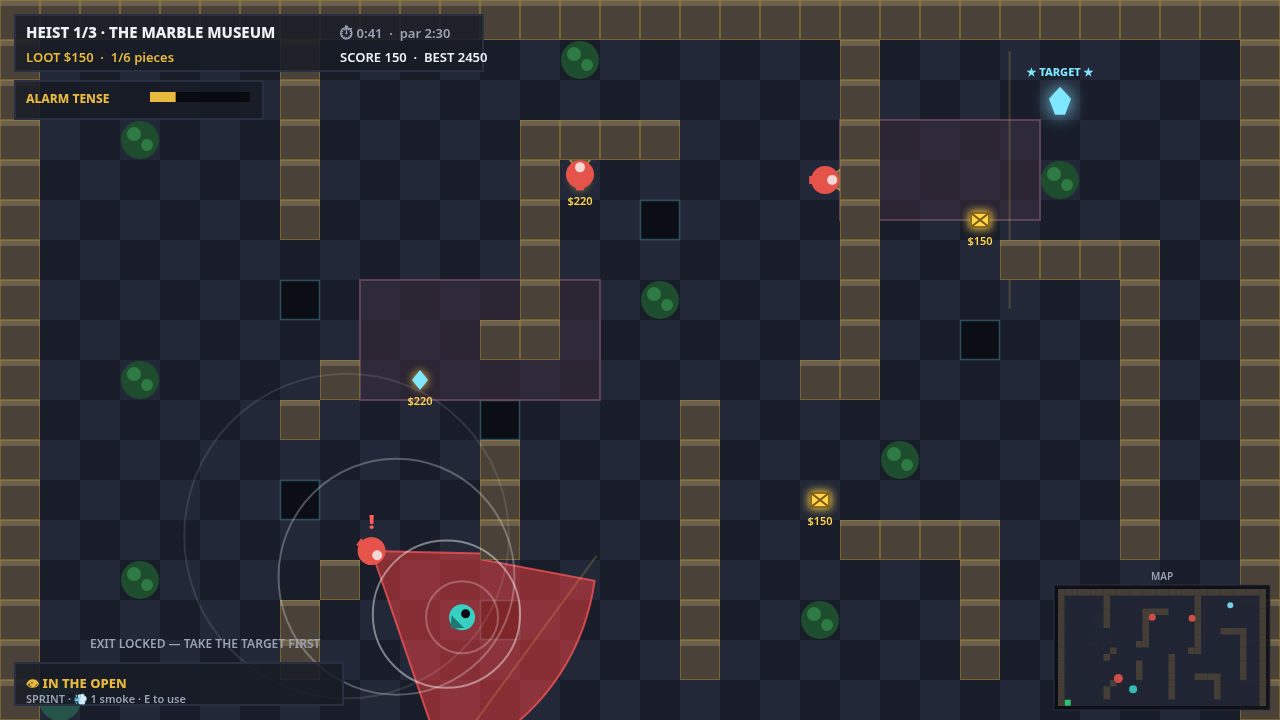 HEIST 1/3 · THE MARBLE MUSEUM
⏱ 0:41 · par 2:30
LOOT $150 · 1/6 pieces
SCORE 150 · BEST 2450
ALARM TENSE
★ TARGET ★
$220
$150
$220
$150
!
MAP
EXIT LOCKED — TAKE THE TARGET FIRST
👁 IN THE OPEN
SPRINT · 💨 1 smoke · E to use